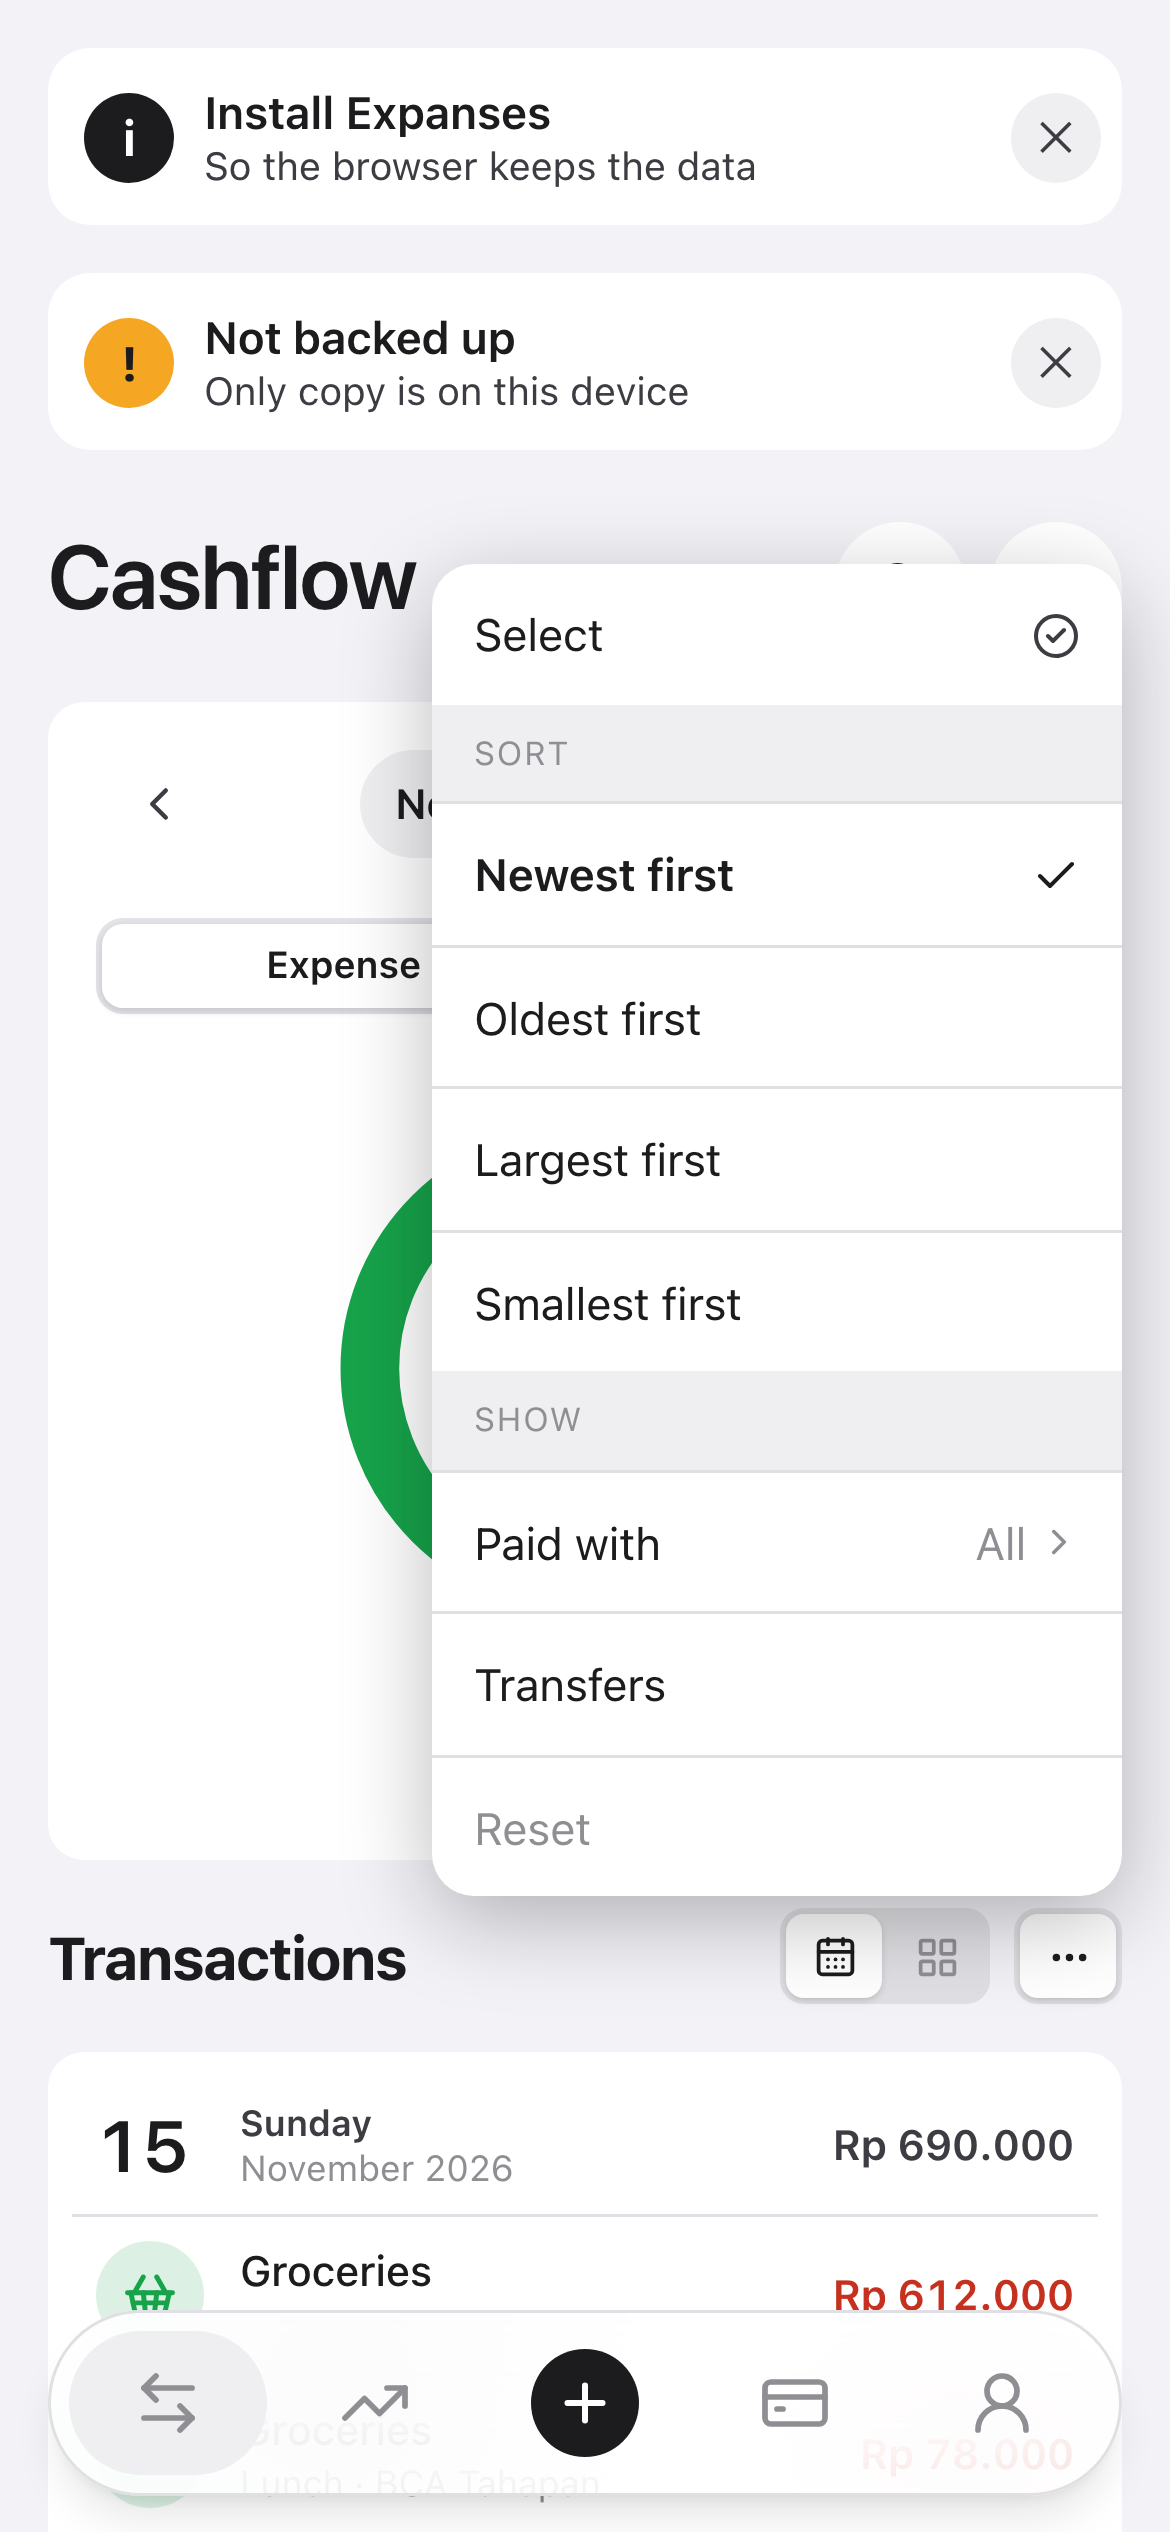 Install Expanses
So the browser keeps the data
Not backed up
Only copy is on this device
Cashflow
Select
SORT
Newest first
Expense
Oldest first
Largest first
Smallest first
SHOW
Paid with All
Transfers
Reset
Transactions
15 Sunday
November 2026
Rp 690.000
Groceries
Rp 612.000
Groceries
Rp 78.000
Lunch · BCA Tahapan